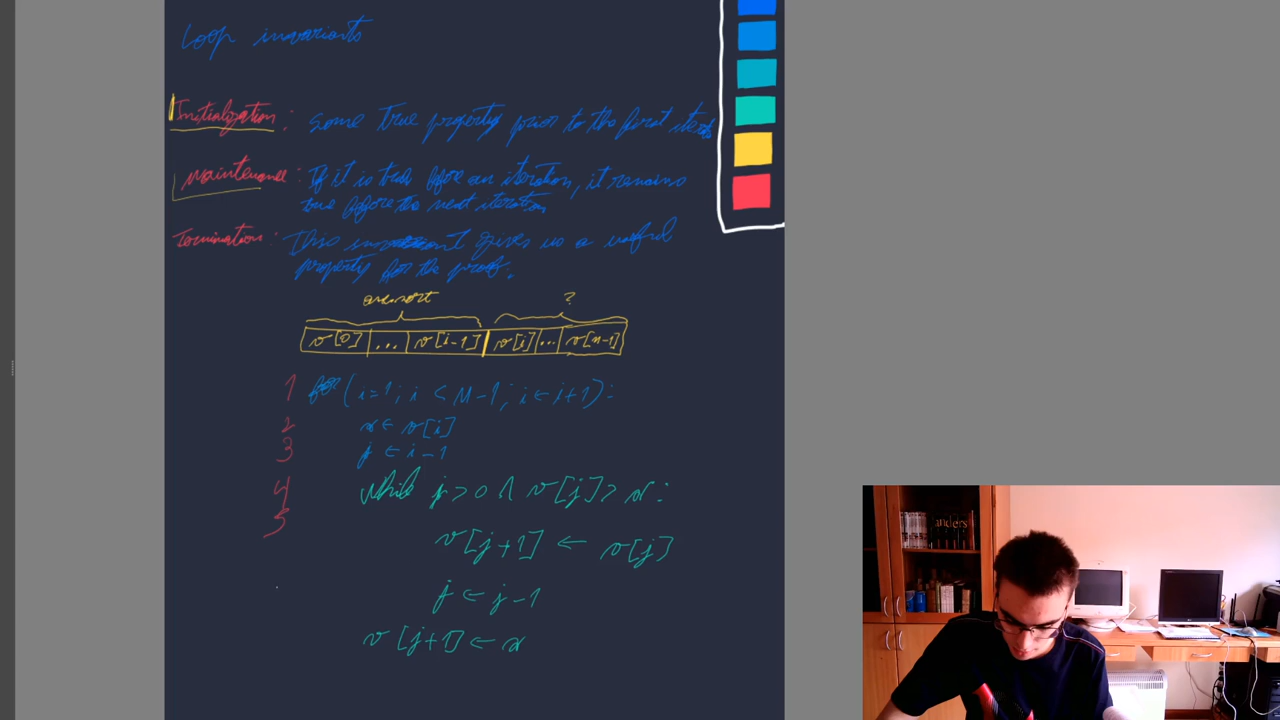 Loop invariants
Initialization: Some true property prior to the first itera
Maintenance: If it is true before an iteration, it remains
true before the next iteration
Termination: This invariant gives us a useful
property for the proof.
?
v[0] ... v[i-1] v[i] ... v[n-1]
1 for (i=1; i < n-1; i ← i+1):
2 x ← v[i]
3 j ← i-1
4 while j > 0 ∧ v[j] > x:
5 v[j+1] ← v[j]
j ← j-1
v[j+1] ← x
anders